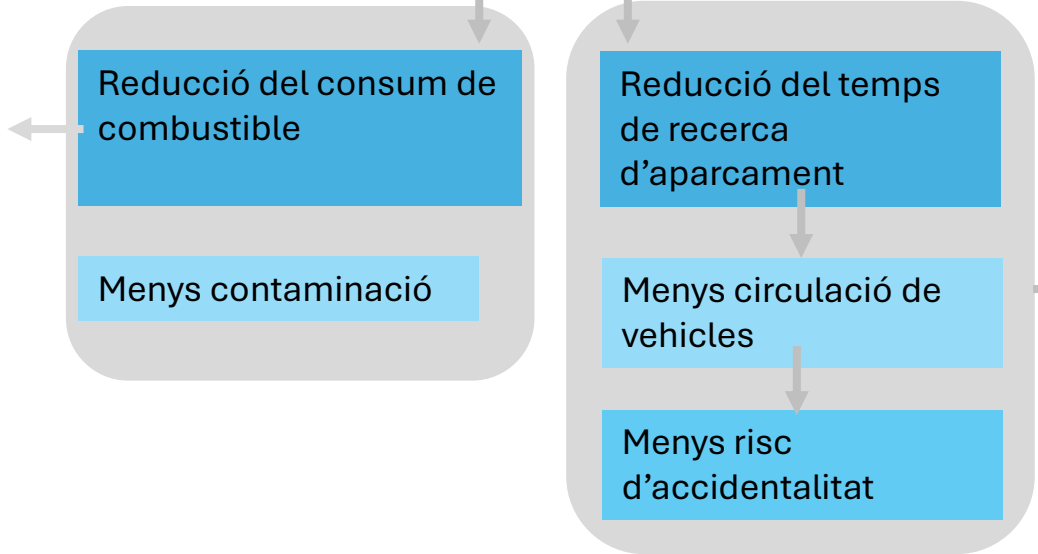 Reducció del consum de
combustible
Menys contaminació
Reducció del temps
de recerca
d’aparcament
Menys circulació de
vehicles
Menys risc
d’accidentalitat